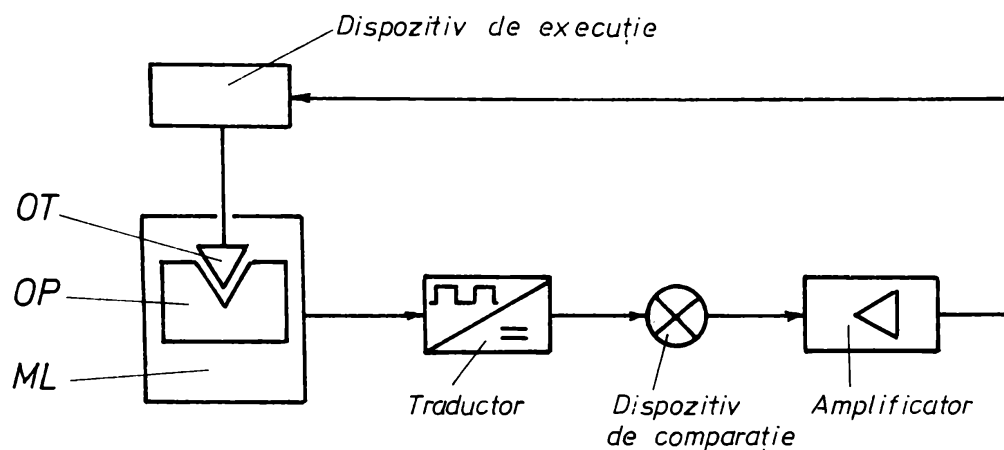 Dispozitiv de execuție
OT
OP
ML
Traductor
Dispozitiv
de comparație
Amplificator